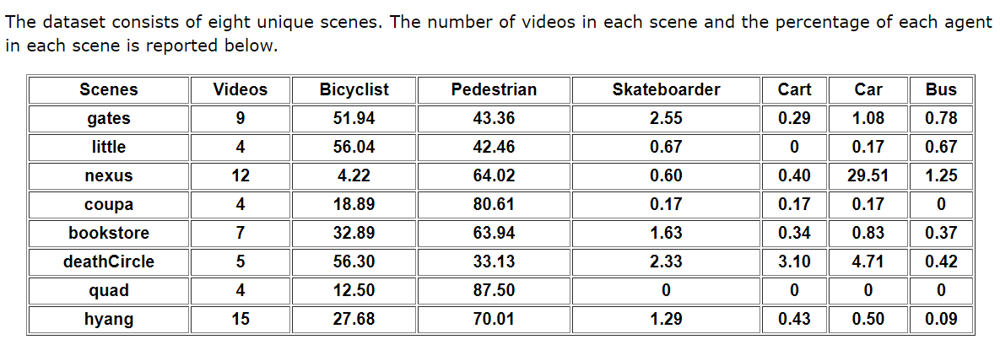 The dataset consists of eight unique scenes. The number of videos in each scene and the percentage of each agent
in each scene is reported below.
Scenes Videos Bicyclist Pedestrian Skateboarder Cart Car Bus
gates 9 51.94 43.36 2.55 0.29 1.08 0.78
little 4 56.04 42.46 0.67 0 0.17 0.67
nexus 12 4.22 64.02 0.60 0.40 29.51 1.25
coupa 4 18.89 80.61 0.17 0.17 0.17 0
bookstore 7 32.89 63.94 1.63 0.34 0.83 0.37
deathCircle 5 56.30 33.13 2.33 3.10 4.71 0.42
quad 4 12.50 87.50 0 0 0 0
hyang 15 27.68 70.01 1.29 0.43 0.50 0.09